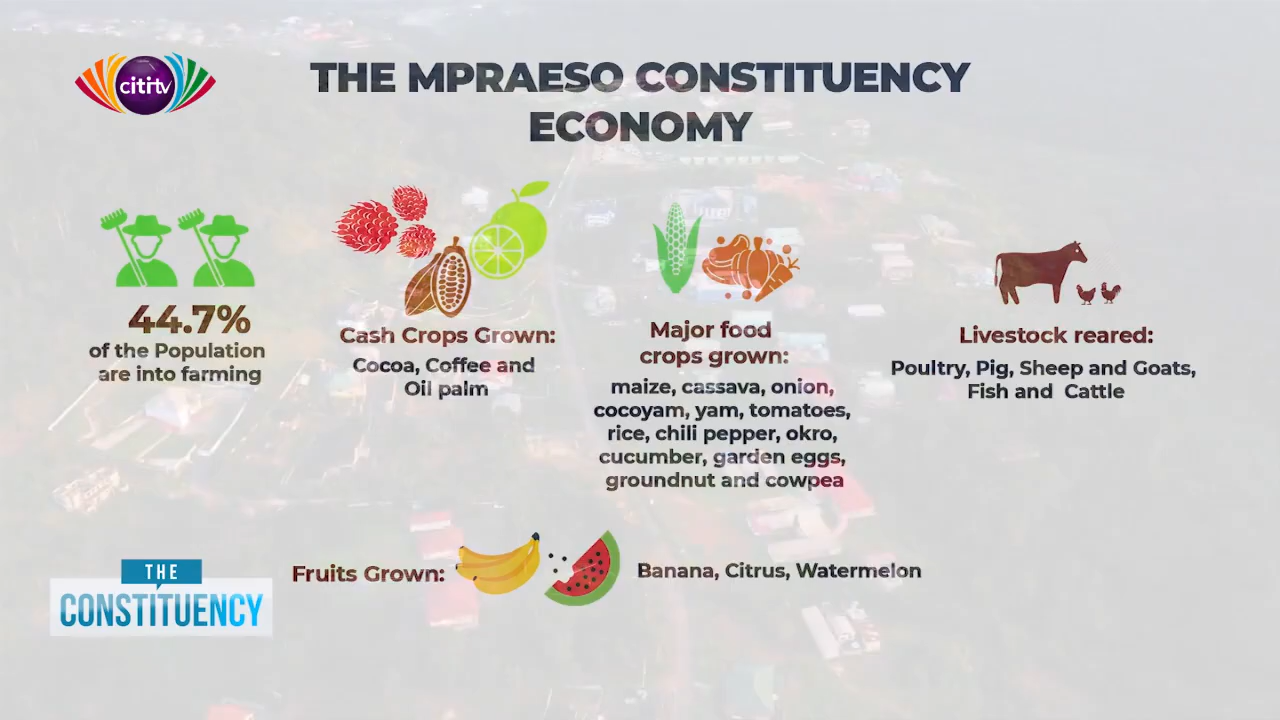 citi tv
THE MPRAESO CONSTITUENCY
ECONOMY
44.7%
of the Population
are into farming
Cash Crops Grown:
Cocoa, Coffee and
Oil palm
Major food
crops grown:
maize, cassava, onion,
cocoyam, yam, tomatoes,
rice, chili pepper, okro,
cucumber, garden eggs,
groundnut and cowpea
Livestock reared:
Poultry, Pig, Sheep and Goats,
Fish and Cattle
Fruits Grown:
Banana, Citrus, Watermelon
THE
CONSTITUENCY